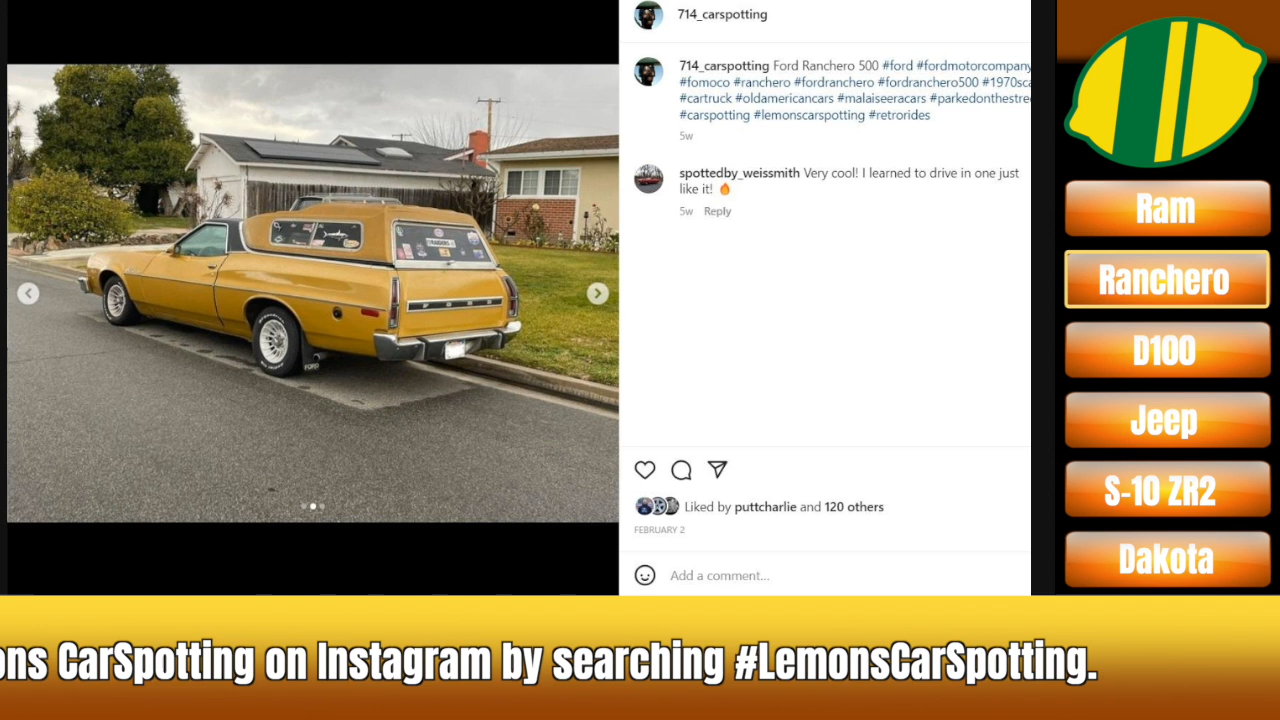 714_carspotting
714_carspotting Ford Ranchero 500 #ford #fordmotorcompany
#fomoco #ranchero #fordranchero #fordranchero500 #1970sca
#cartruck #oldamericancars #malaiseeracars #parkedonthestree
#carspotting #lemonscarspotting #retrorides
5w
spottedby_weissmith Very cool! I learned to drive in one just
like it! 🔥
5w Reply
FORD
FORD
Liked by puttcharlie and 120 others
FEBRUARY 2
Add a comment...
Ram
Ranchero
D100
Jeep
S-10 ZR2
Dakota
ons CarSpotting on Instagram by searching #LemonsCarSpotting.